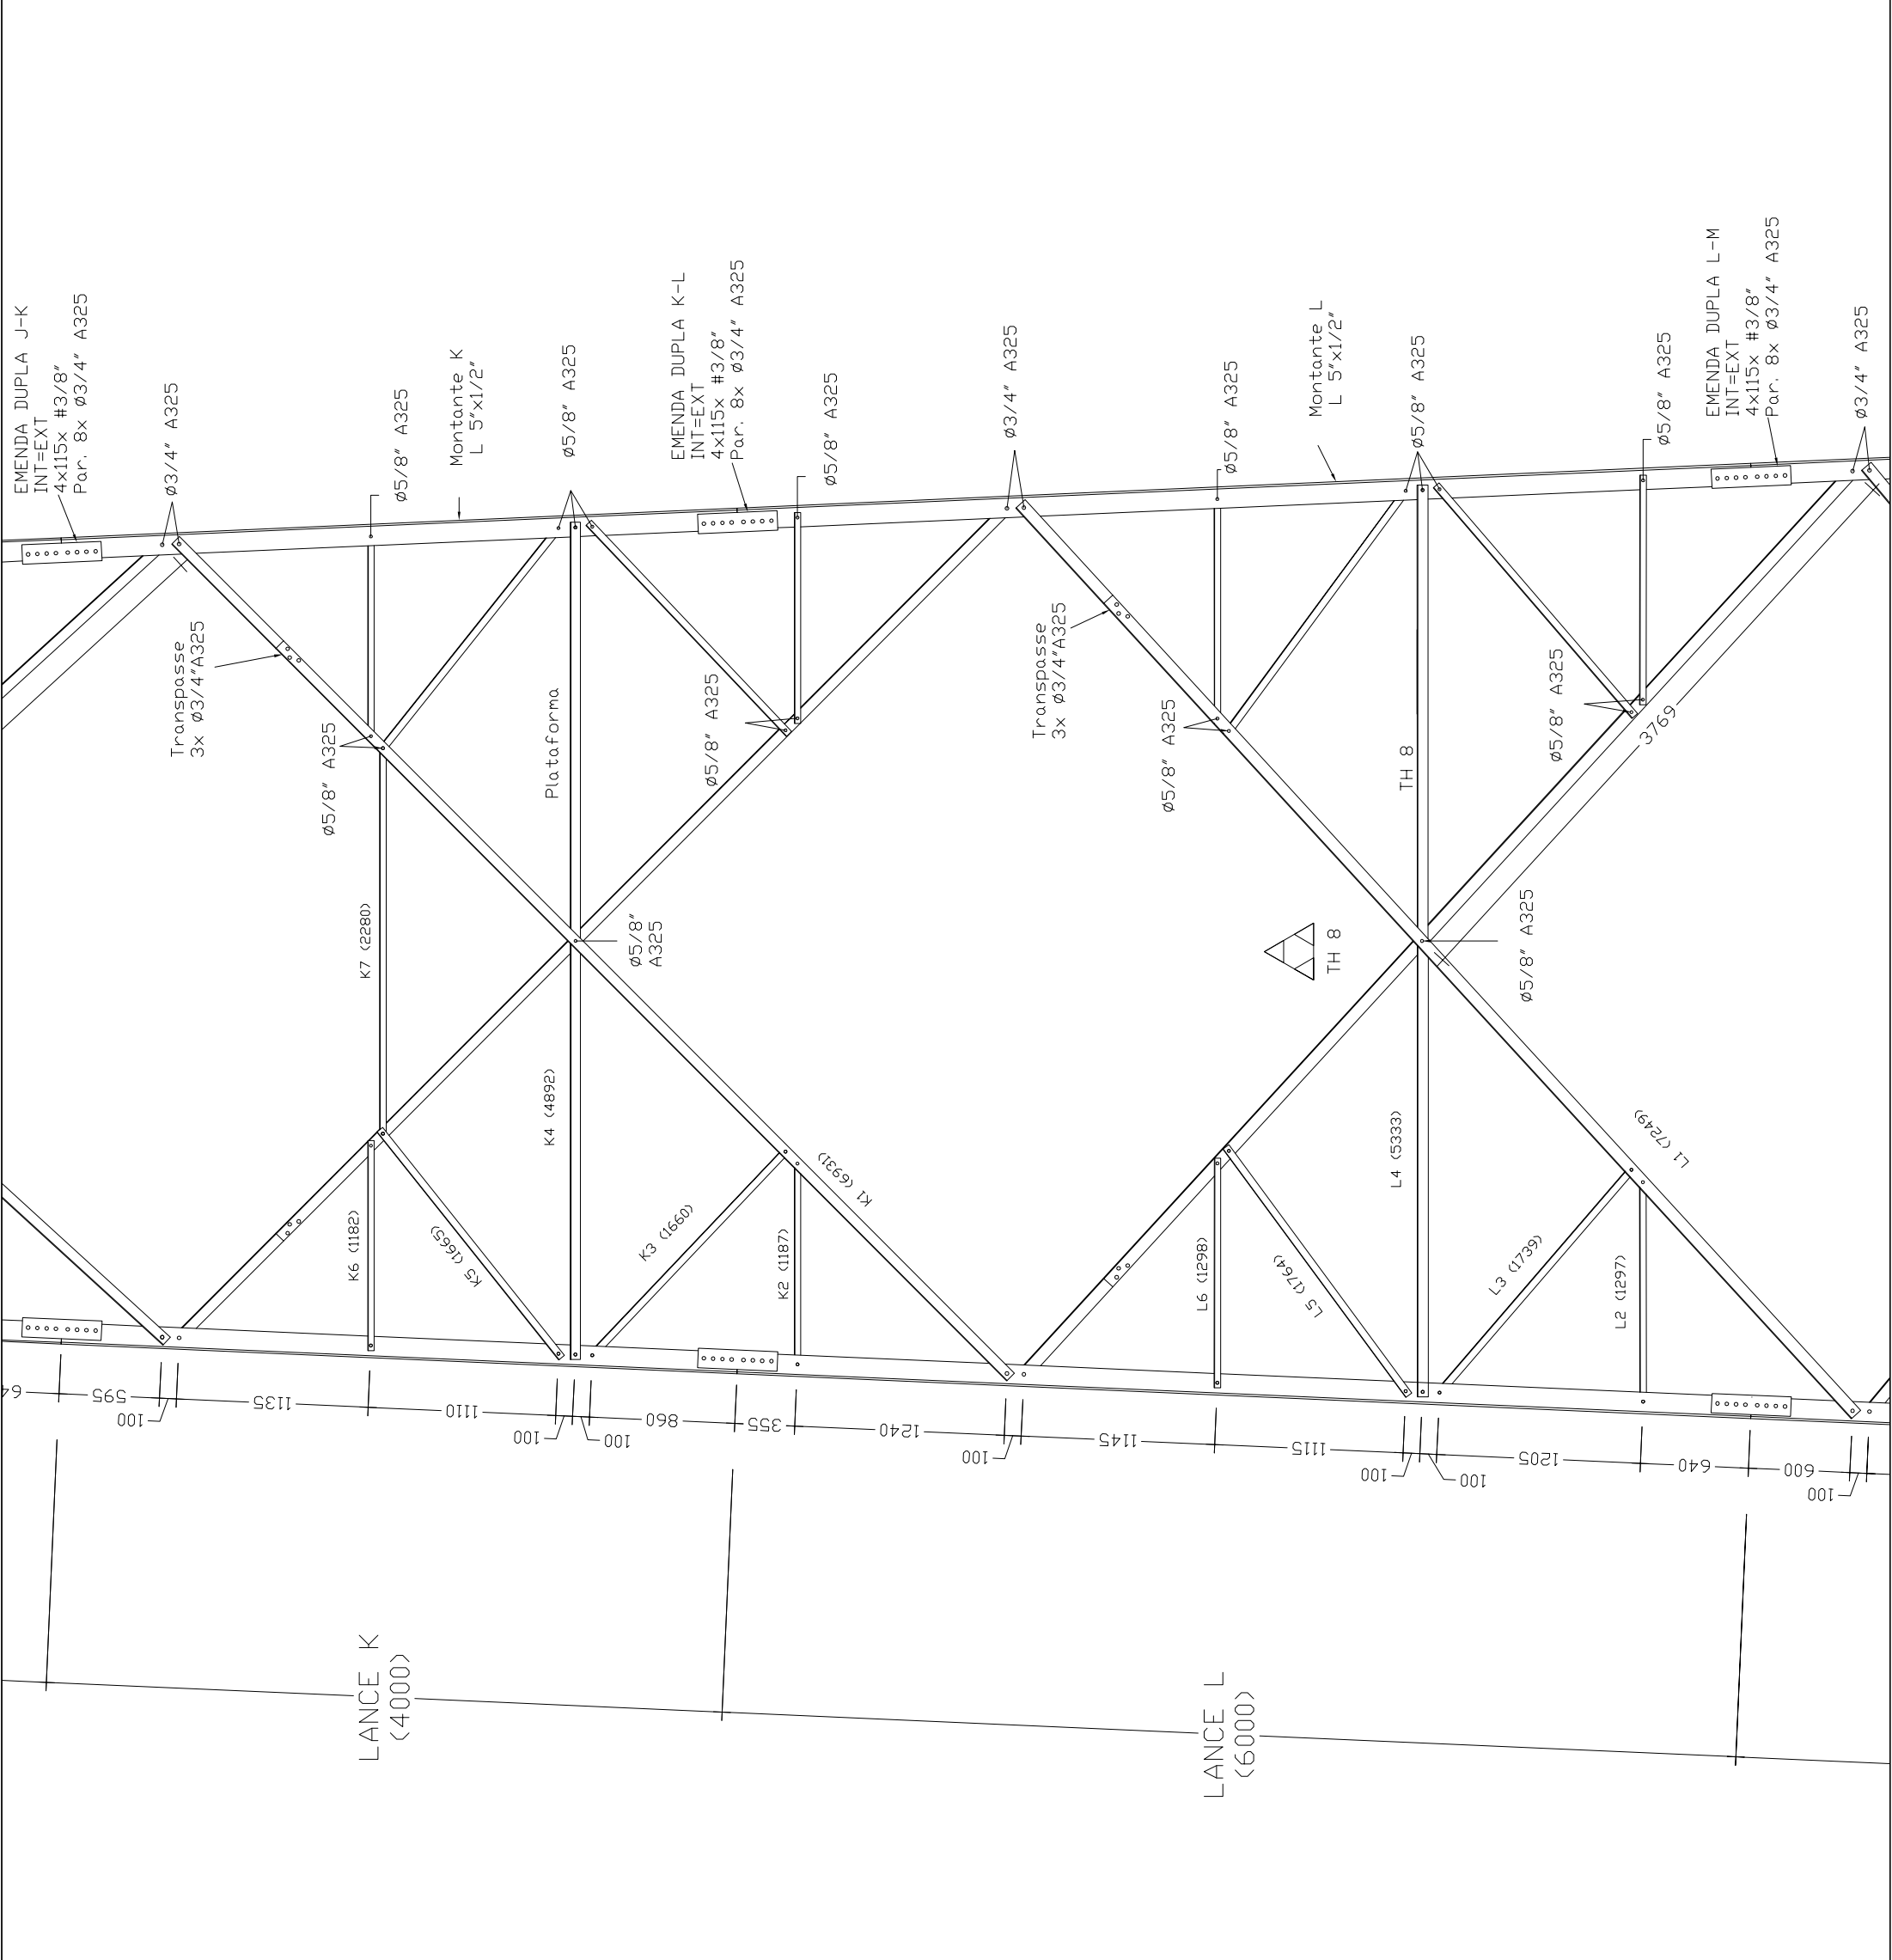 EMENDA DUPLA J-K
INT=EXT
4x115x #3/8"
Par. 8x ø3/4" A325
ø3/4" A325
Transpasse
3x ø3/4"A325
ø5/8" A325
ø5/8" A325
Montante K
L 5"x1/2"
ø5/8" A325
Plataforma
EMENDA DUPLA K-L
INT=EXT
4x115x #3/8"
Par. 8x ø3/4" A325
ø5/8" A325
ø5/8" A325
ø5/8"
A325
K7 (2280)
K6 (1182)
K5 (1665)
K4 (4892)
K3 (1660)
K2 (1187)
K1 (6931)
ø3/4" A325
Transpasse
3x ø3/4"A325
ø5/8" A325
ø5/8" A325
Montante L
L 5"x1/2"
ø5/8" A325
TH 8
TH 8
ø5/8" A325
ø5/8" A325
ø5/8" A325
EMENDA DUPLA L-M
INT=EXT
4x115x #3/8"
Par. 8x ø3/4" A325
ø3/4" A325
3769
L6 (1298)
L5 (1764)
L4 (5333)
L3 (1739)
L2 (1297)
L1 (7249)
64
595
100
1135
1110
100
100
860
355
1240
100
1145
1115
100
100
1205
640
600
100
LANCE K
(4000)
LANCE L
(6000)